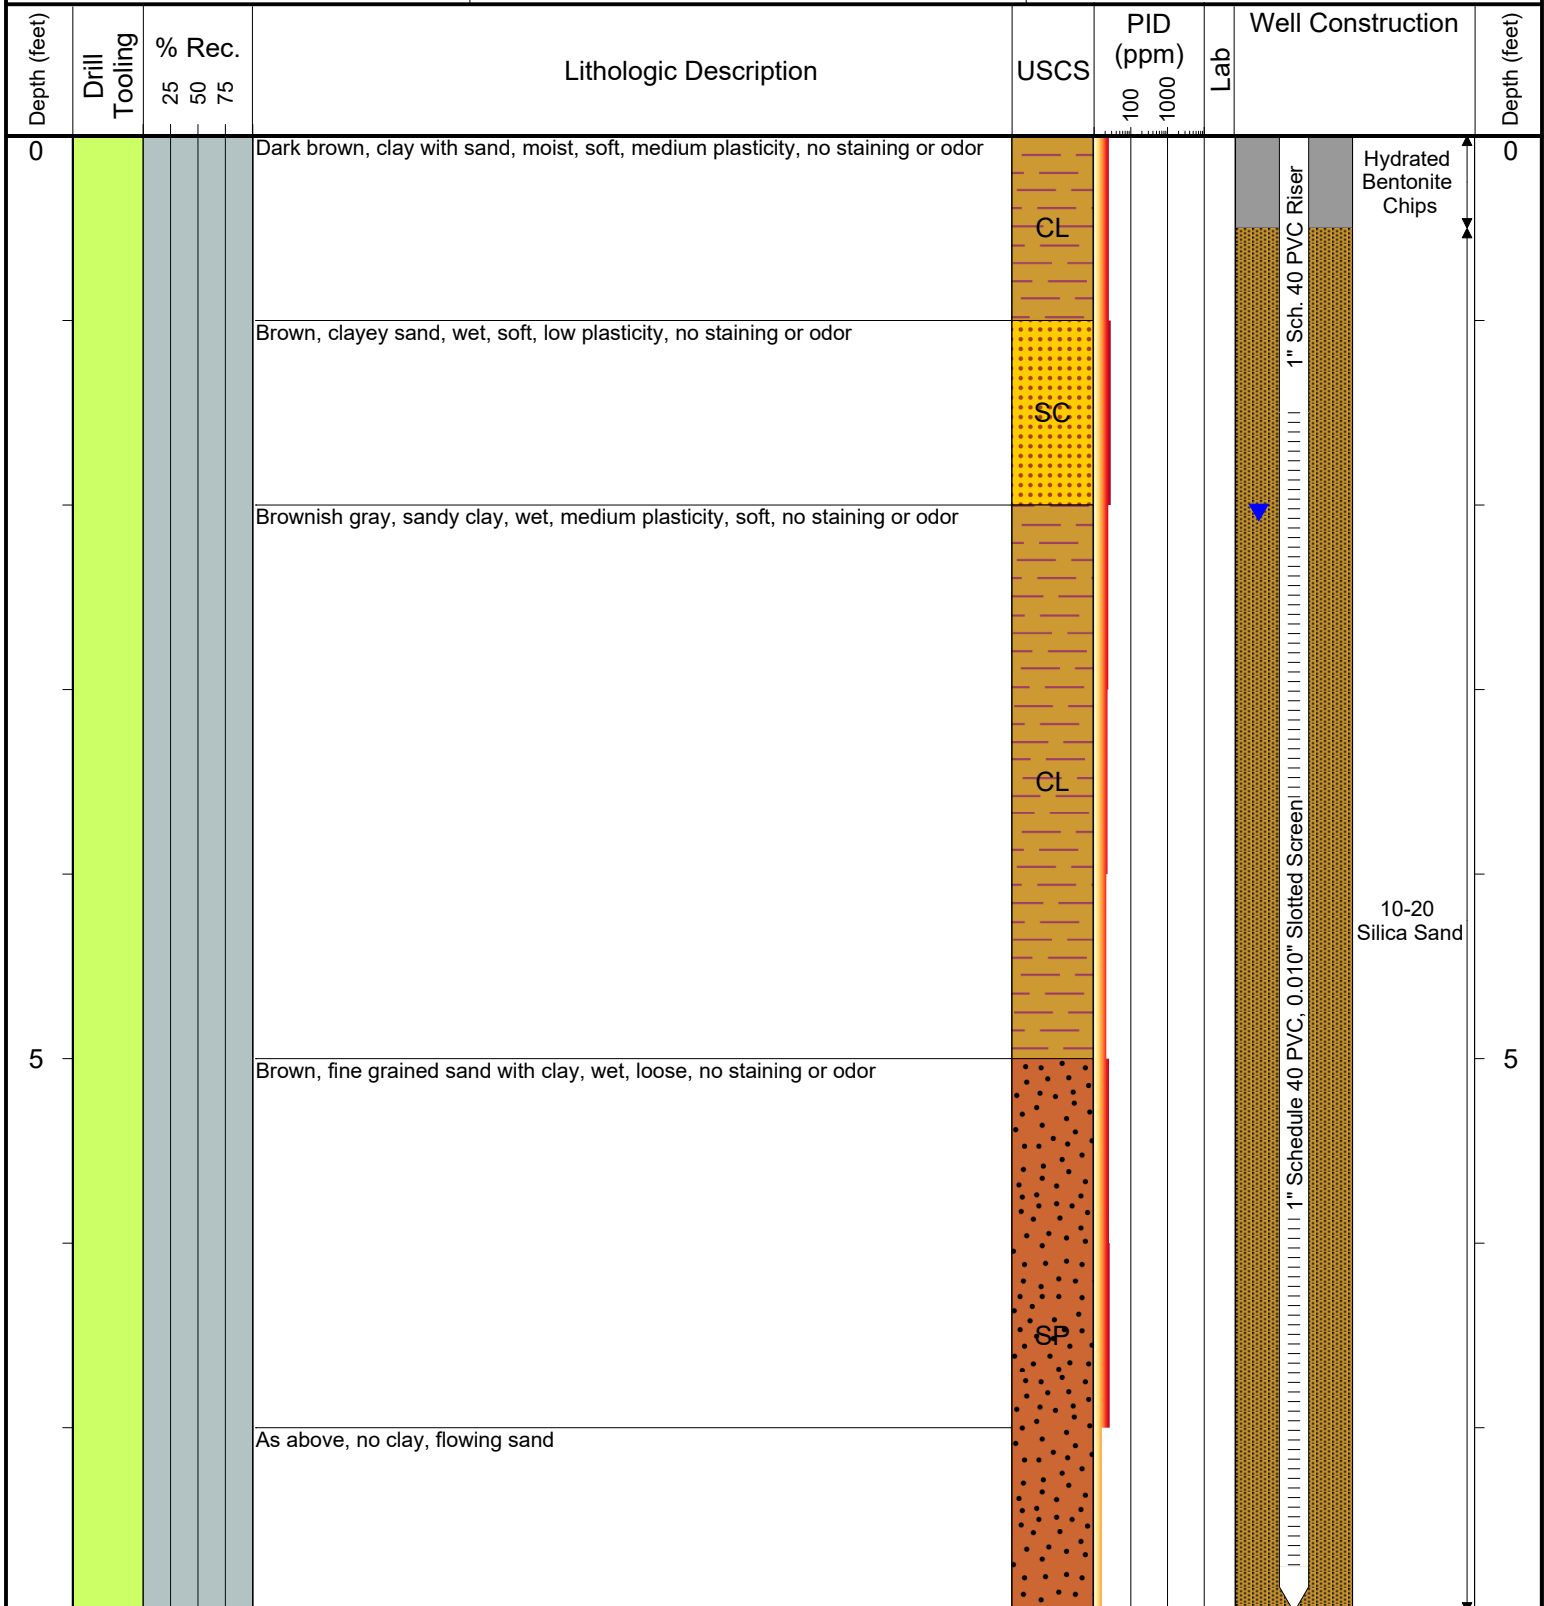 Depth (feet)
Drill
Tooling
% Rec.
25
50
75
Lithologic Description
USCS
PID
(ppm)
100
1000
Lab
Well Construction
Depth (feet)
0
Dark brown, clay with sand, moist, soft, medium plasticity, no staining or odor
CL
1" Sch. 40 PVC Riser
Hydrated
Bentonite
Chips
0
Brown, clayey sand, wet, soft, low plasticity, no staining or odor
SC
Brownish gray, sandy clay, wet, medium plasticity, soft, no staining or odor
CL
1" Schedule 40 PVC, 0.010" Slotted Screen
10-20
Silica Sand
5
Brown, fine grained sand with clay, wet, loose, no staining or odor
5
SP
As above, no clay, flowing sand